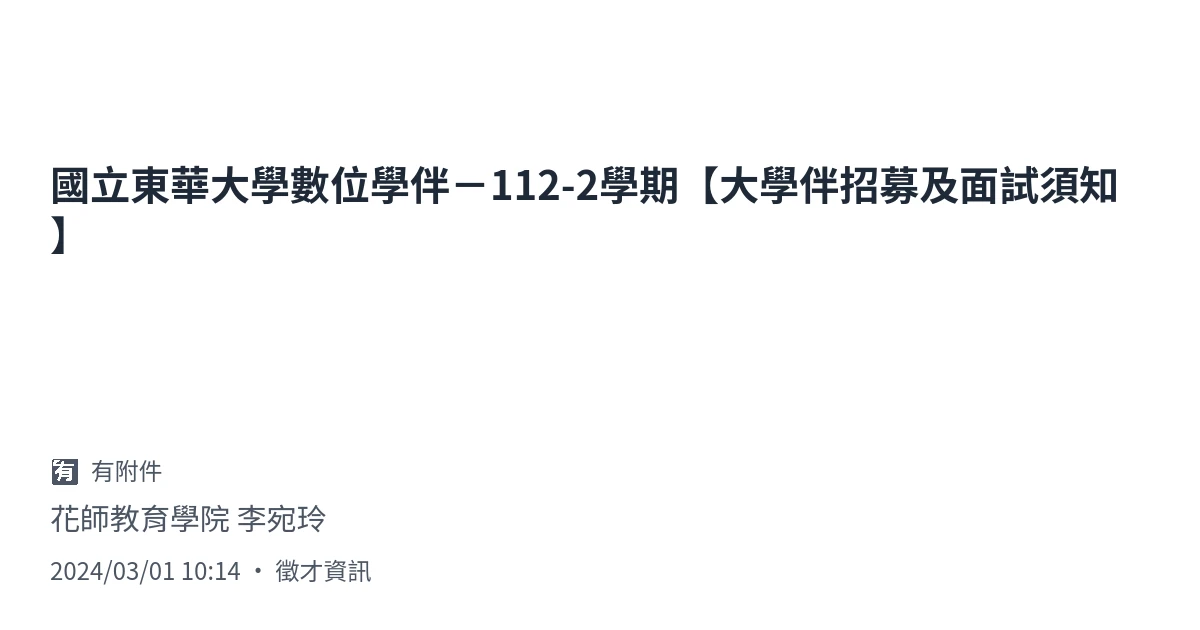 國立東華大學數位學伴－112-2學期【大學伴招募及面試須知
】
有 有附件
花師教育學院 李宛玲
2024/03/01 10:14 • 徵才資訊